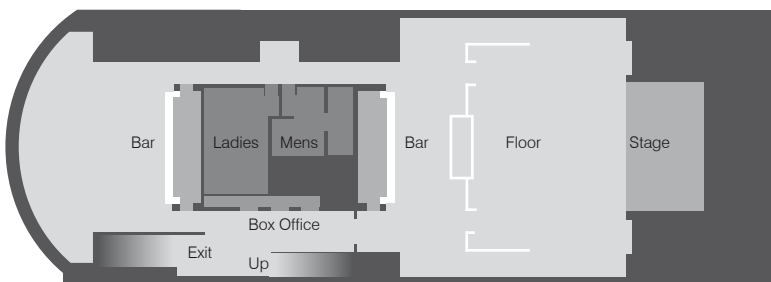 Bar
Ladies
Mens
Bar
Floor
Stage
Box Office
Exit
Up